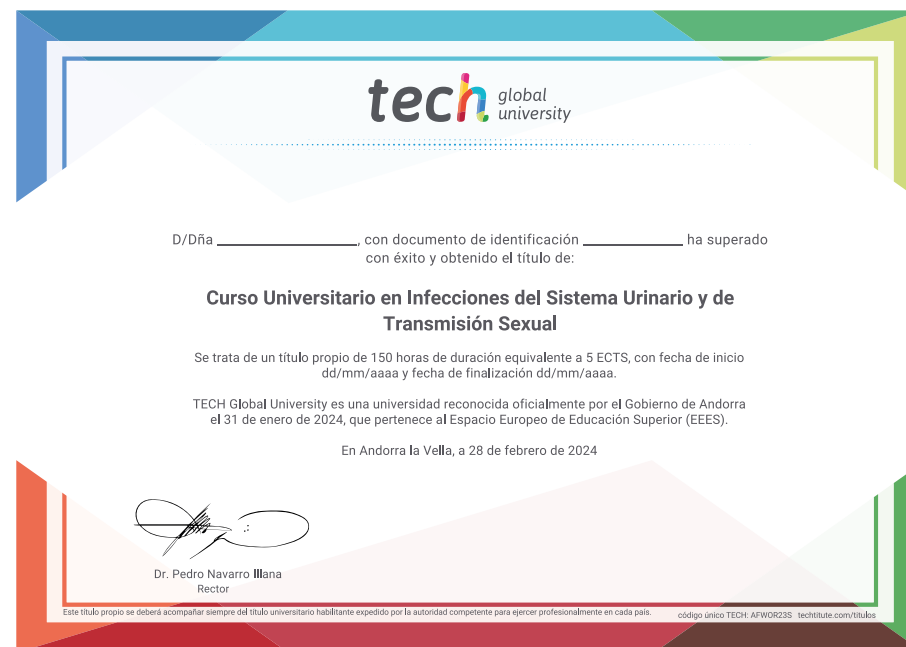 tech global university
D/Dña ____________, con documento de identificación ____________ ha superado
con éxito y obtenido el título de:
Curso Universitario en Infecciones del Sistema Urinario y de
Transmisión Sexual
Se trata de un título propio de 150 horas de duración equivalente a 5 ECTS, con fecha de inicio
dd/mm/aaaa y fecha de finalización dd/mm/aaaa.
TECH Global University es una universidad reconocida oficialmente por el Gobierno de Andorra
el 31 de enero de 2024, que pertenece al Espacio Europeo de Educación Superior (EEES).
En Andorra la Vella, a 28 de febrero de 2024
Dr. Pedro Navarro Illana
Rector
Este título propio se deberá acompañar siempre del título universitario habilitante expedido por la autoridad competente para ejercer profesionalmente en cada país.
código único TECH: AFWOR23S techtitute.com/titulos